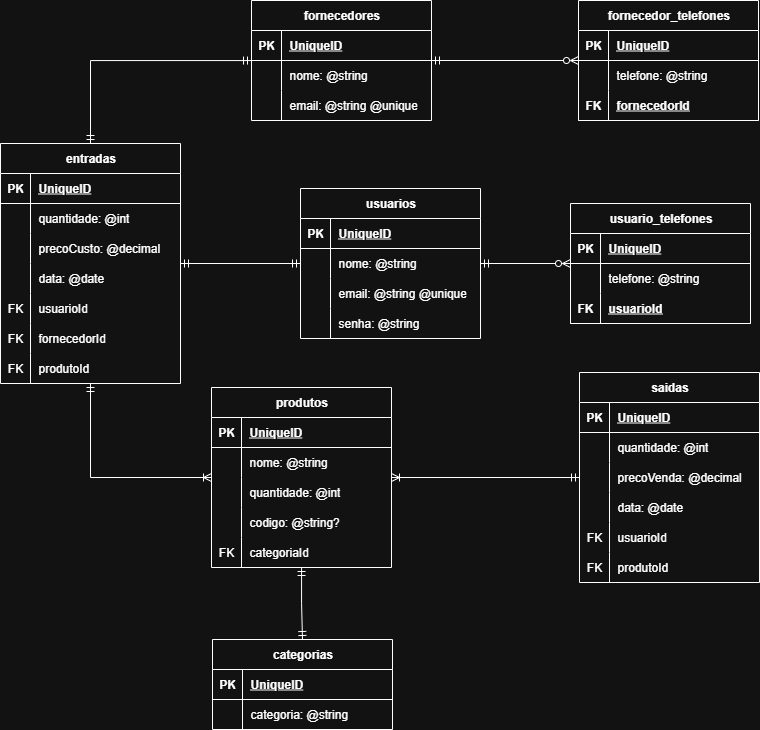 fornecedores
PK UniqueID
nome: @string
email: @string @unique
fornecedor_telefones
PK UniqueID
telefone: @string
FK fornecedorId
entradas
PK UniqueID
quantidade: @int
precoCusto: @decimal
data: @date
FK usuarioId
FK fornecedorId
FK produtoId
usuarios
PK UniqueID
nome: @string
email: @string @unique
senha: @string
usuario_telefones
PK UniqueID
telefone: @string
FK usuarioId
produtos
PK UniqueID
nome: @string
quantidade: @int
codigo: @string?
FK categoriaId
saidas
PK UniqueID
quantidade: @int
precoVenda: @decimal
data: @date
FK usuarioId
FK produtoId
categorias
PK UniqueID
categoria: @string